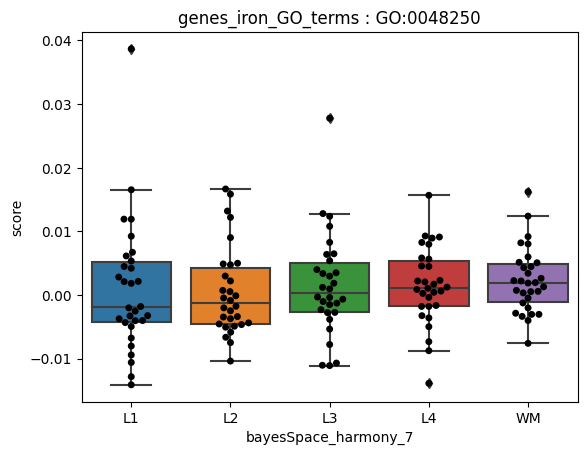 genes_iron_GO_terms : GO:0048250
0.04
0.03
0.02
0.01
0.00
−0.01
score
L1 L2 L3 L4 WM
bayesSpace_harmony_7